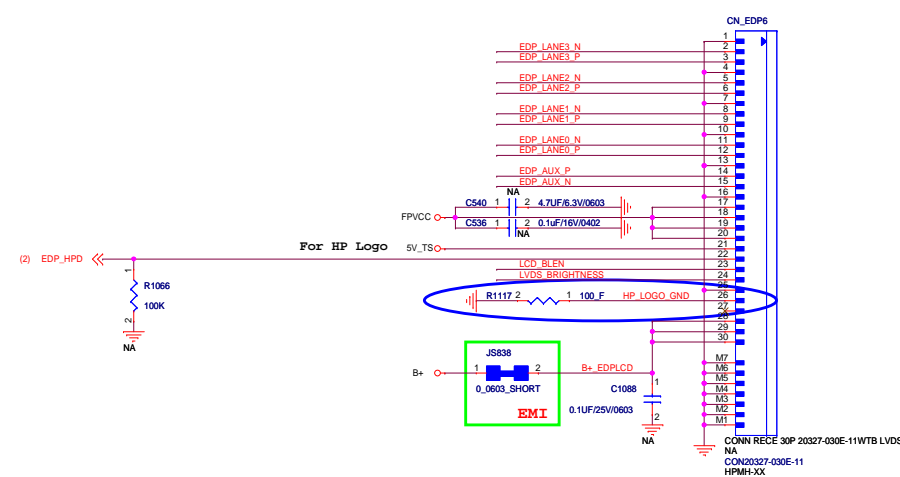 CN_EDP6
1
EDP_LANE3_N 2
EDP_LANE3_P 3
4
EDP_LANE2_N 5
EDP_LANE2_P 6
7
EDP_LANE1_N 8
EDP_LANE1_P 9
10
EDP_LANE0_N 11
EDP_LANE0_P 12
13
EDP_AUX_P 14
EDP_AUX_N 15
NA 16
C540 1 2 4.7UF/6.3V/0603 17
FPVCC 18
C536 1 2 0.1uF/16V/0402 19
NA 20
For HP Logo 5V_TS 21
(2) EDP_HPD 22
LCD_BLEN 23
1 LVDS_BRIGHTNESS 24
R1066 25
100K R1117 2 1 100_F HP_LOGO_GND 26
27
2 28
29
NA 30
JS838 M7
B+ 1 2 B+_EDPLCD M6
0_0603_SHORT C1088 1 M5
M4
0.1UF/25V/0603 M3
EMI 2 M2
M1
NA
CONN RECE 30P 20327-030E-11WTB LVDS
NA
CON20327-030E-11
HPMH-XX